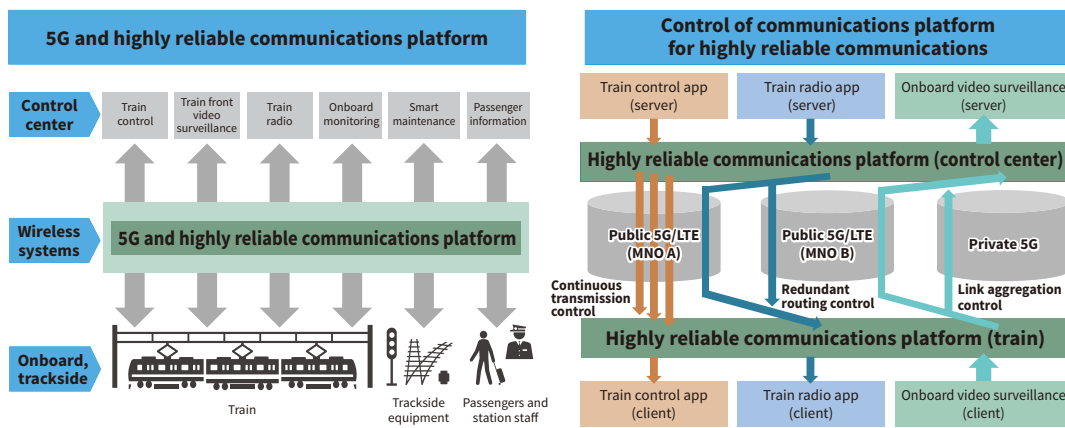 5G and highly reliable communications platform
Control
center
Train
control
Train front
video
surveillance
Train
radio
Onboard
monitoring
Smart
maintenance
Passenger
information
Wireless
systems
5G and highly reliable communications platform
Onboard,
trackside
Train
Trackside
equipment
Passengers and
station staff
Control of communications platform
for highly reliable communications
Train control app
(server)
Train radio app
(server)
Onboard video surveillance
(server)
Highly reliable communications platform (control center)
Public 5G/LTE
(MNO A)
Public 5G/LTE
(MNO B)
Private 5G
Continuous
transmission
control
Redundant
routing control
Link aggregation
control
Highly reliable communications platform (train)
Train control app
(client)
Train radio app
(client)
Onboard video surveillance
(client)